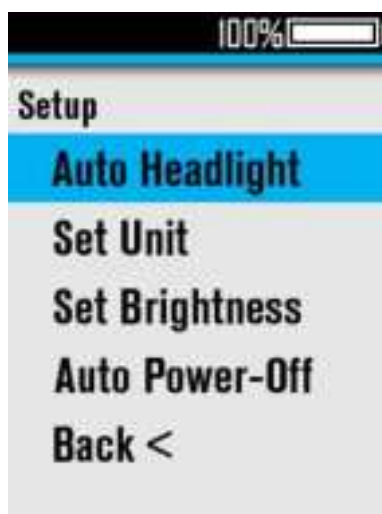 100%
Setup
Auto Headlight
Set Unit
Set Brightness
Auto Power-Off
Back <